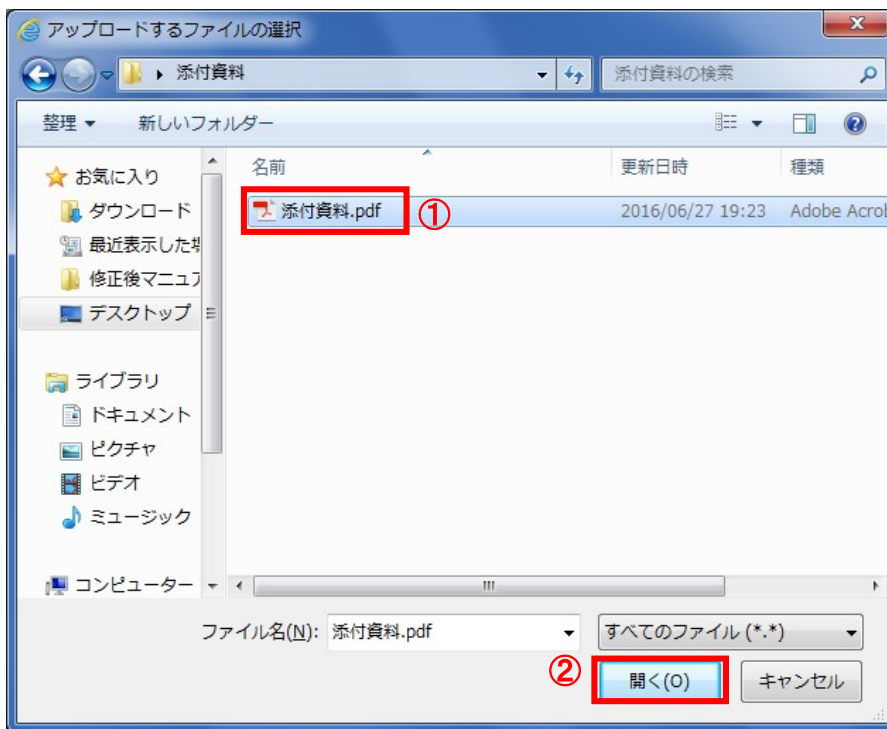 アップロードするファイルの選択
添付資料
添付資料の検索
整理
新しいフォルダー
名前
更新日時
種類
お気に入り
ダウンロード
最近表示した
修正後マニュア
デスクトップ
ライブラリ
ドキュメント
ピクチャ
ビデオ
ミュージック
コンピューター
添付資料.pdf
①
2016/06/27 19:23
Adobe Acrob
ファイル名(N):
添付資料.pdf
すべてのファイル (*.*)
②
開く(O)
キャンセル